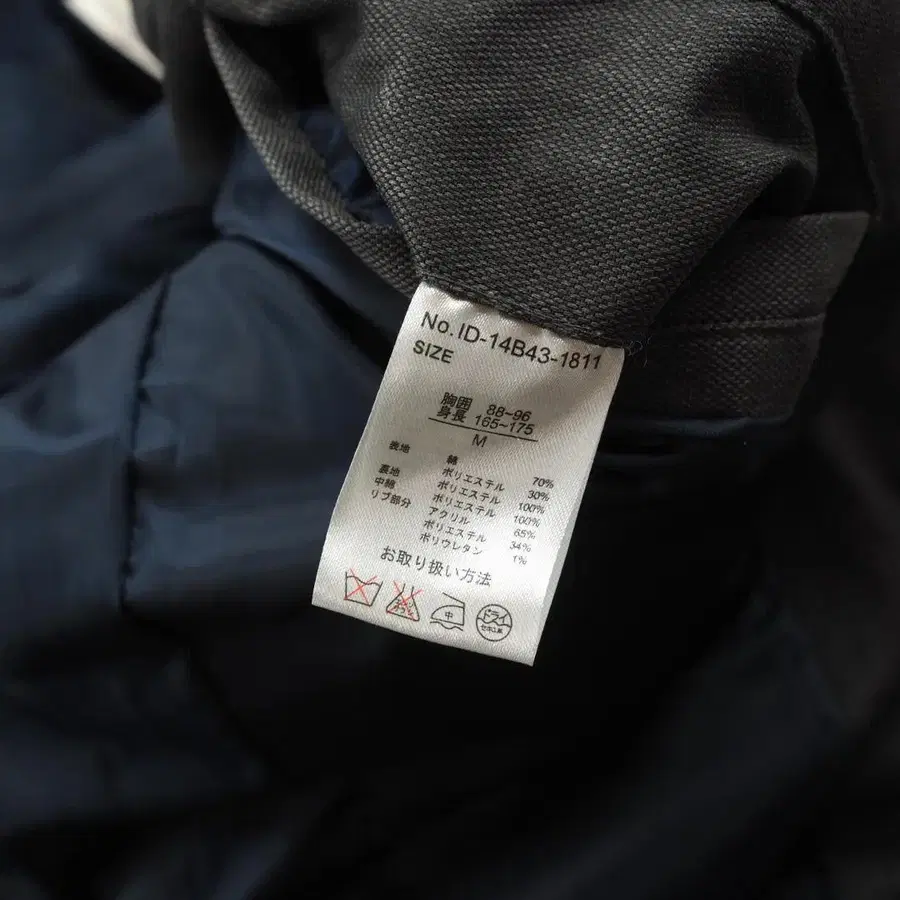 No.ID-14B43-1811
SIZE
胸囲 88~96
身長 165~175
M
表地 綿 70%
ポリエステル 30%
裏地 ポリエステル 100%
中綿 ポリエステル 100%
リブ部分 アクリル 65%
ポリエステル 34%
ポリウレタン 1%
お取り扱い方法
中
ドライ